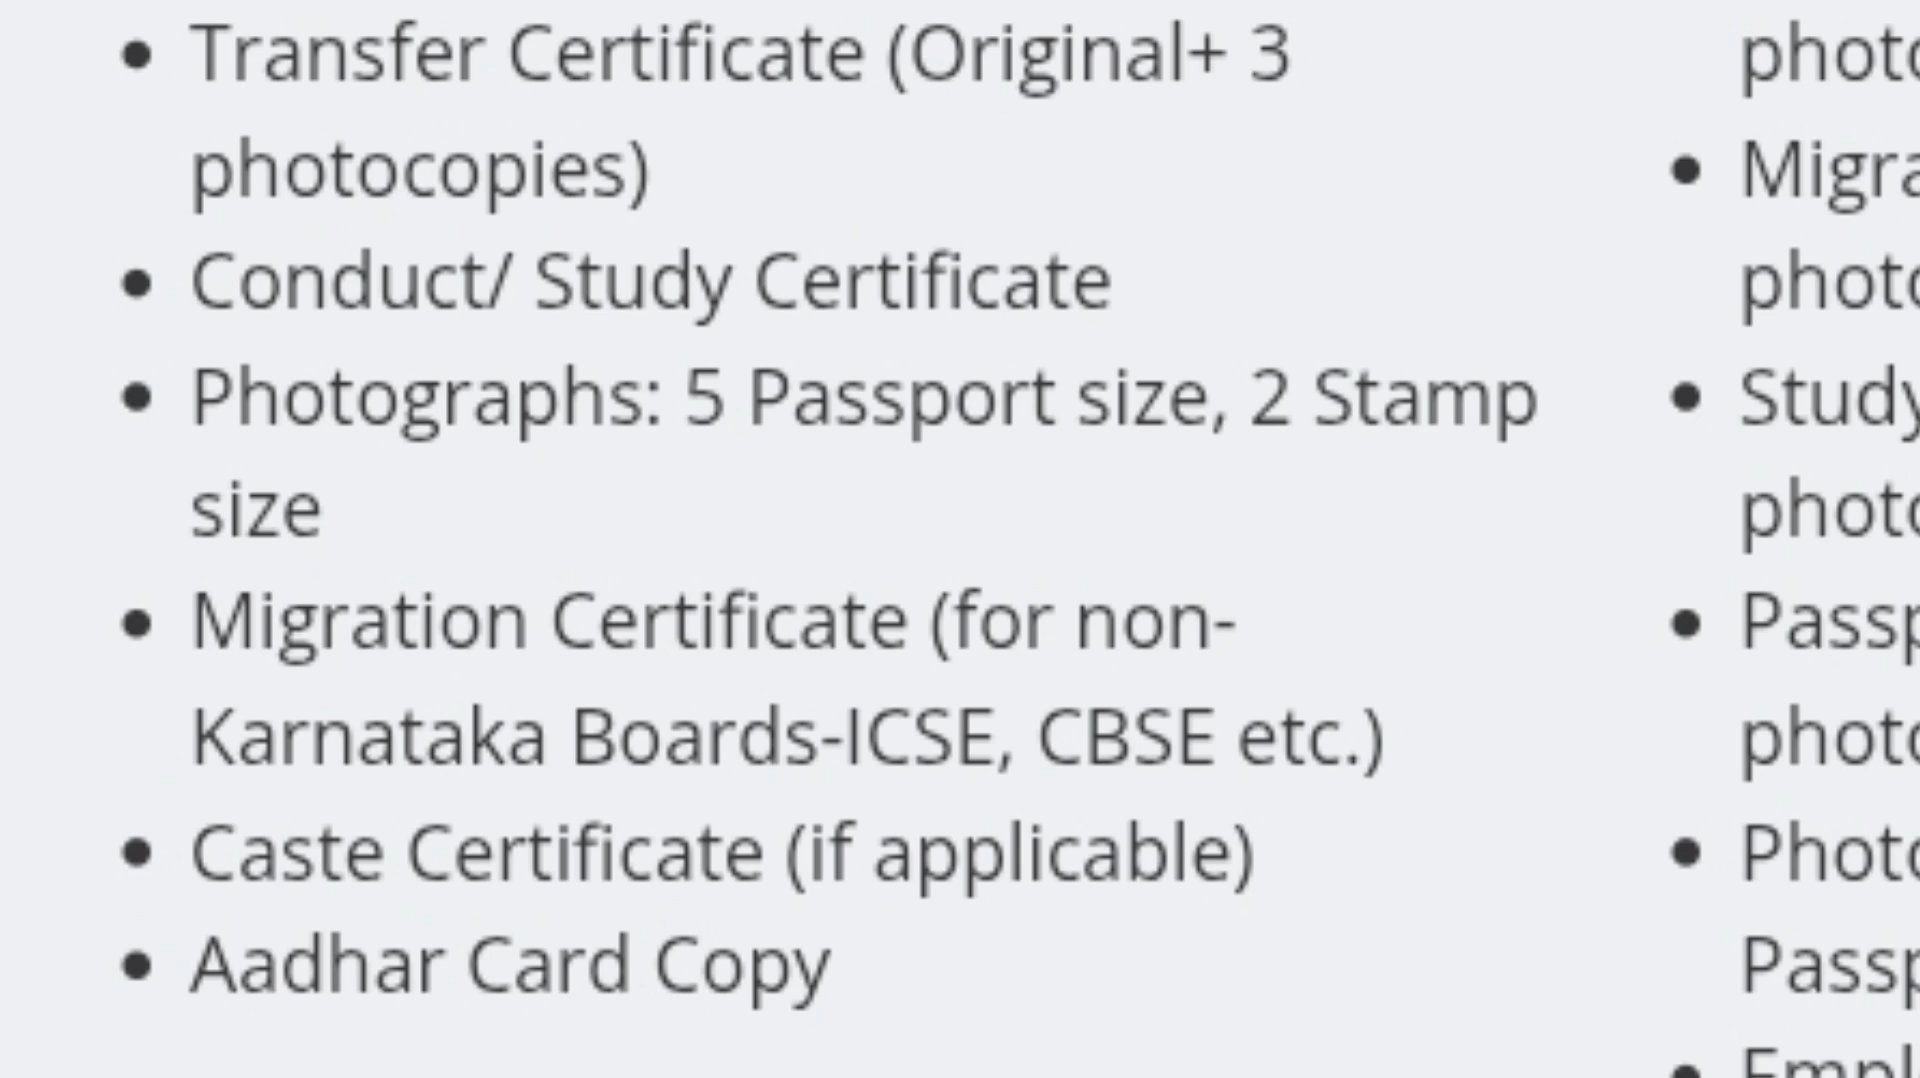 Transfer Certificate (Original+ 3
photocopies)
Conduct/ Study Certificate
Photographs: 5 Passport size, 2 Stamp
size
Migration Certificate (for non-
Karnataka Boards-ICSE, CBSE etc.)
Caste Certificate (if applicable)
Aadhar Card Copy
Study